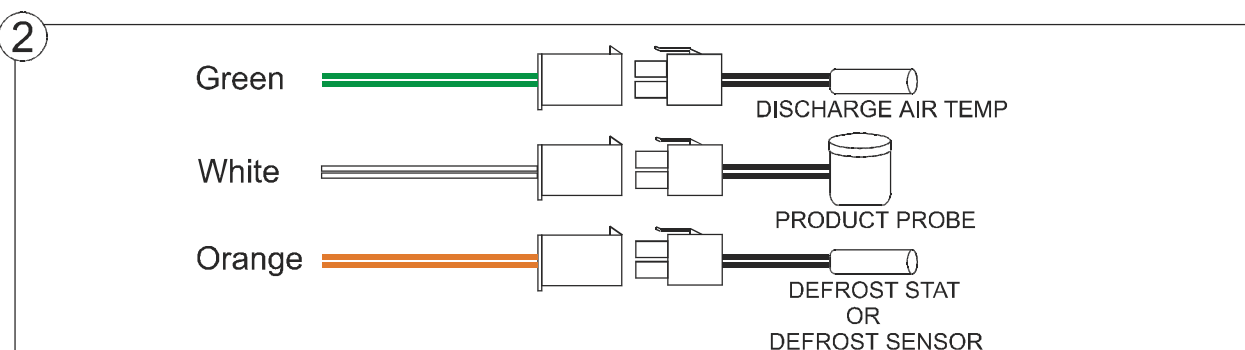 2
Green
DISCHARGE AIR TEMP
White
PRODUCT PROBE
Orange
DEFROST STAT
OR
DEFROST SENSOR